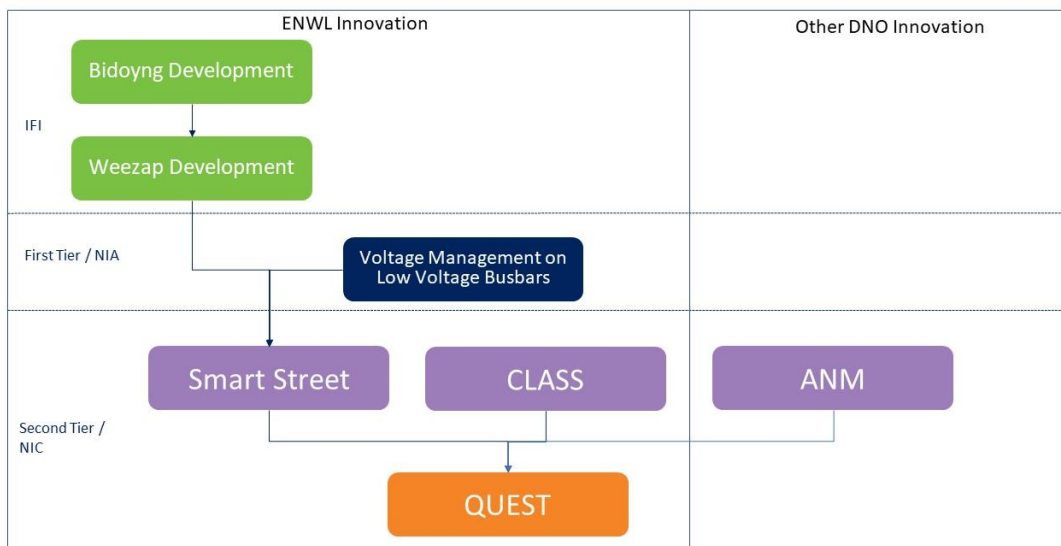 ENWL Innovation
Other DNO Innovation
Bidoyng Development
IFI
Weezap Development
First Tier / NIA
Voltage Management on
Low Voltage Busbars
Smart Street
CLASS
ANM
Second Tier /
NIC
QUEST